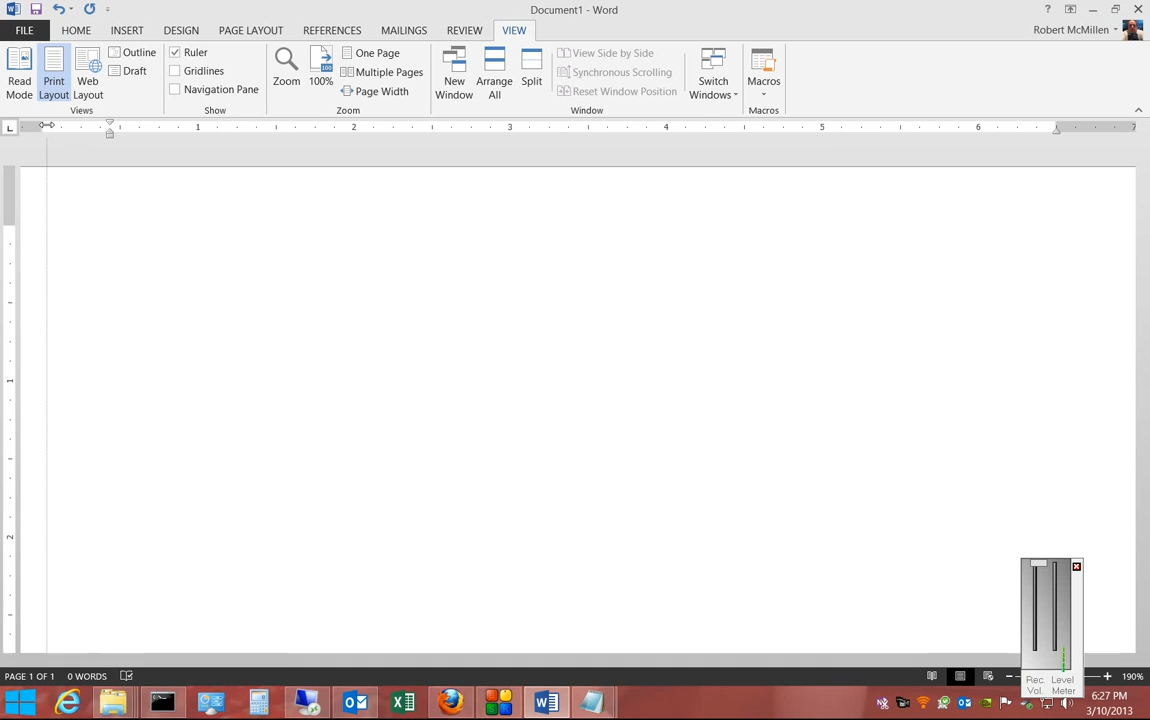 Document1 - Word
?
FILE HOME INSERT DESIGN PAGE LAYOUT REFERENCES MAILINGS REVIEW VIEW Robert McMillen
Read Mode
Print Layout
Web Layout
Outline
Draft
Views
Ruler
Gridlines
Navigation Pane
Show
Zoom
100
100%
One Page
Multiple Pages
Page Width
Zoom
New Window
Arrange All
Split
View Side by Side
Synchronous Scrolling
Reset Window Position
Window
Switch Windows
Macros
Macros
L
1 2 3 4 5 6 7
1
2
Rec. Vol.
Level Meter
PAGE 1 OF 1 0 WORDS 190%
6:27 PM
3/10/2013